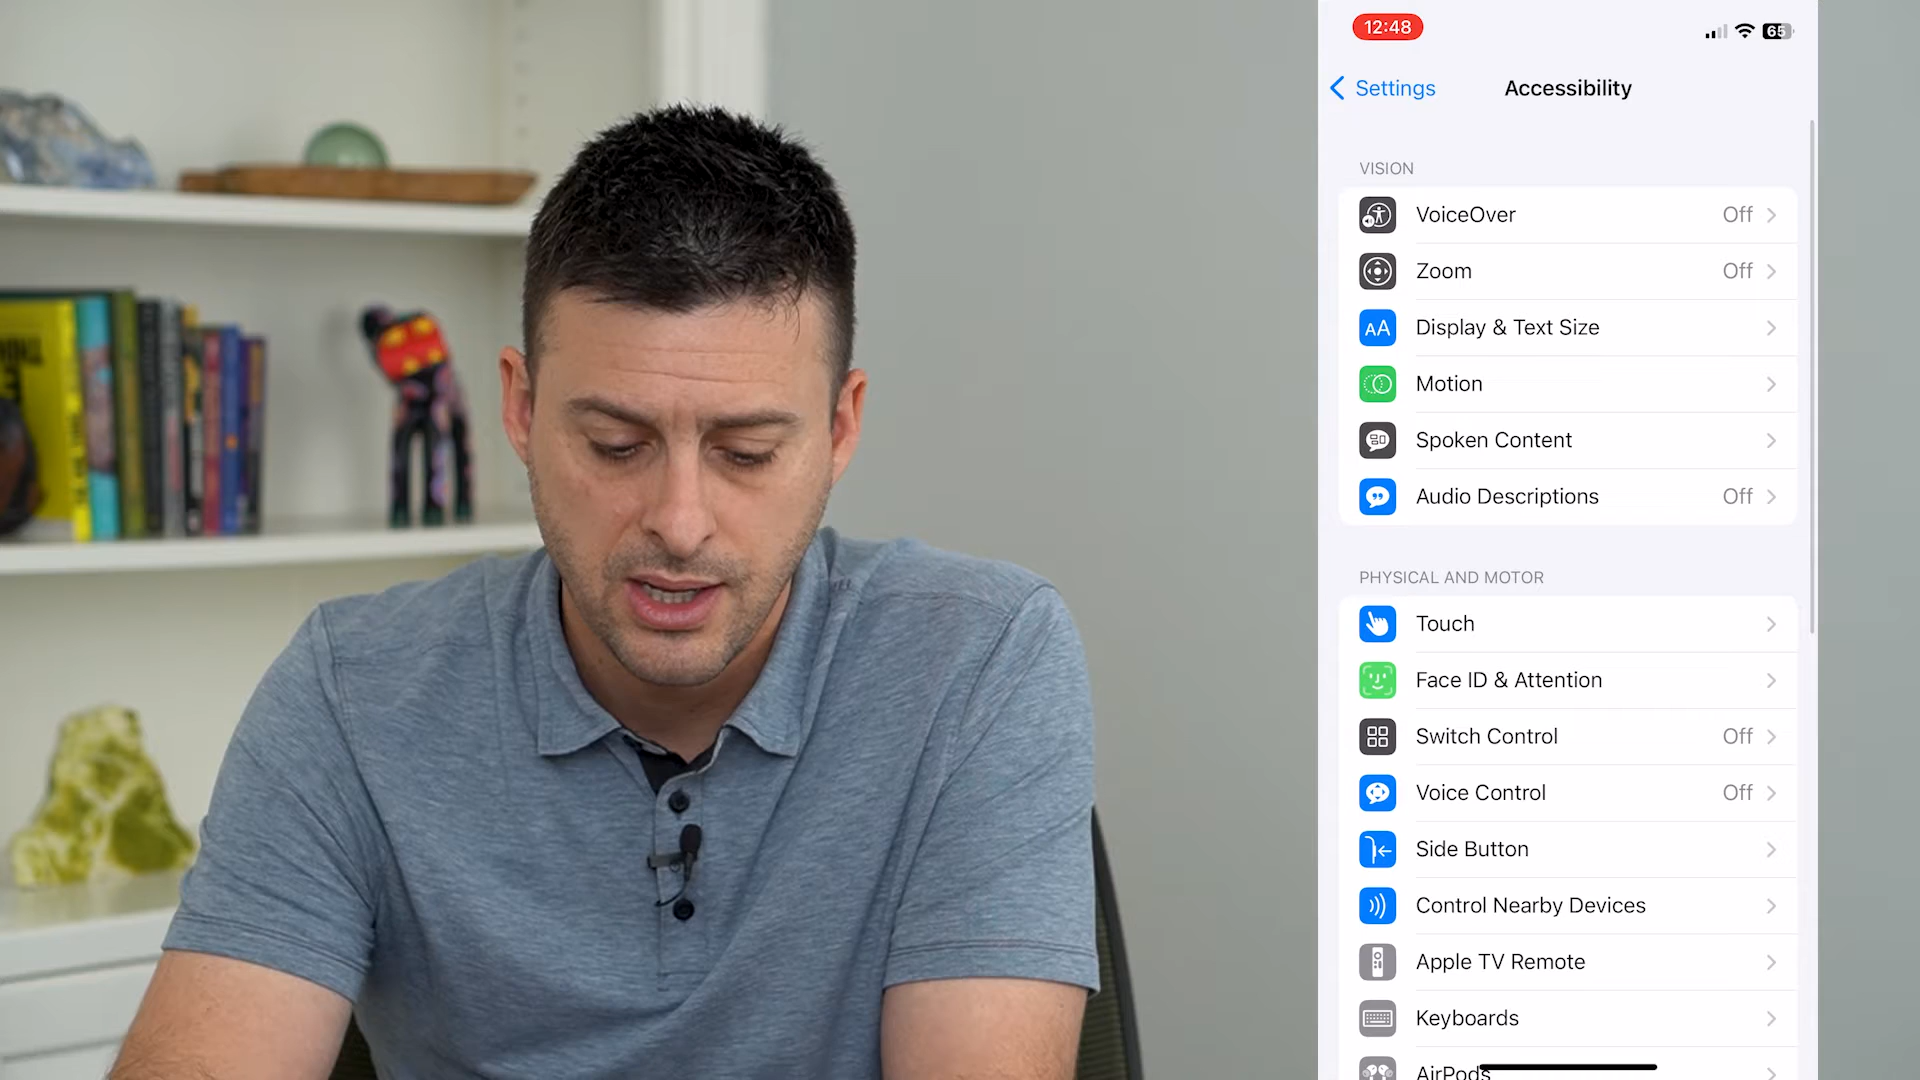 12:48
65
Settings
Accessibility
VISION
VoiceOver Off
Zoom Off
AA Display & Text Size
Motion
Spoken Content
Audio Descriptions Off
PHYSICAL AND MOTOR
Touch
Face ID & Attention
Switch Control Off
Voice Control Off
Side Button
Control Nearby Devices
Apple TV Remote
Keyboards
AirPods